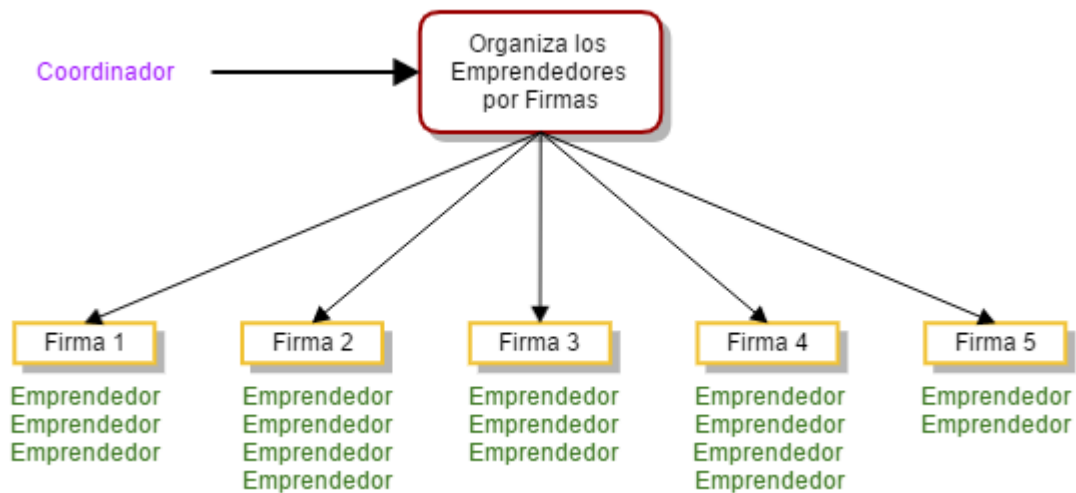 Coordinador
Organiza los
Emprendedores
por Firmas
Firma 1
Emprendedor
Emprendedor
Emprendedor
Firma 2
Emprendedor
Emprendedor
Emprendedor
Emprendedor
Firma 3
Emprendedor
Emprendedor
Emprendedor
Firma 4
Emprendedor
Emprendedor
Emprendedor
Emprendedor
Firma 5
Emprendedor
Emprendedor